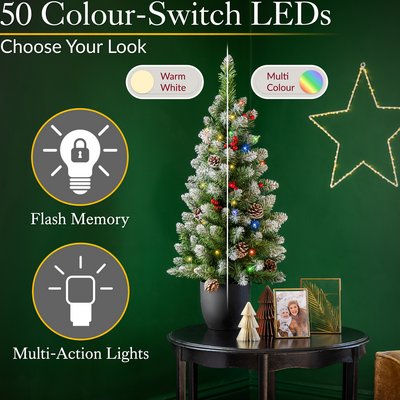 50 Colour-Switch LEDs
Choose Your Look
Warm
White
Multi
Colour
Flash Memory
Multi-Action Lights